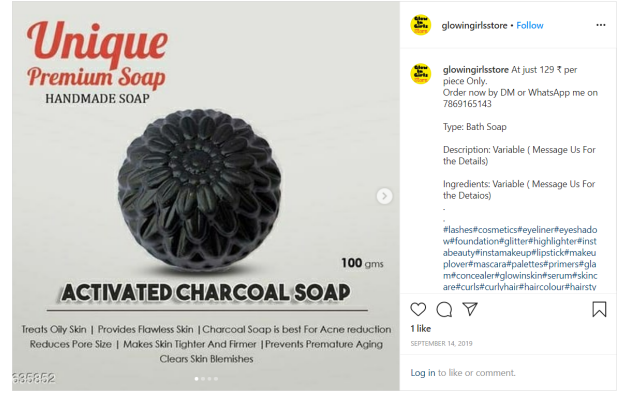 Unique
Premium Soap
HANDMADE SOAP
100 gms
ACTIVATED CHARCOAL SOAP
Treats Oily Skin | Provides Flawless Skin |Charcoal Soap is best For Acne reduction
Reduces Pore Size | Makes Skin Tighter And Firmer |Prevents Premature Aging
Clears Skin Blemishes
glowingirlsstore • Follow
glowingirlsstore At just 129 ₹ per
piece Only.
Order now by DM or WhatsApp me on
7869165143
Type: Bath Soap
Description: Variable ( Message Us For
the Details)
Ingredients: Variable ( Message Us For
the Detaios)
.
.
#lashes#cosmetics#eyeliner#eyeshado
w#foundation#glitter#highlighter#inst
abeauty#instamakeup#lipstick#makeu
plover#mascara#palettes#primers#gla
m#concealer#glowinskin#serum#skinc
are#curls#curlyhair#haircolour#hairsty
1 like
SEPTEMBER 14, 2019
Log in to like or comment.